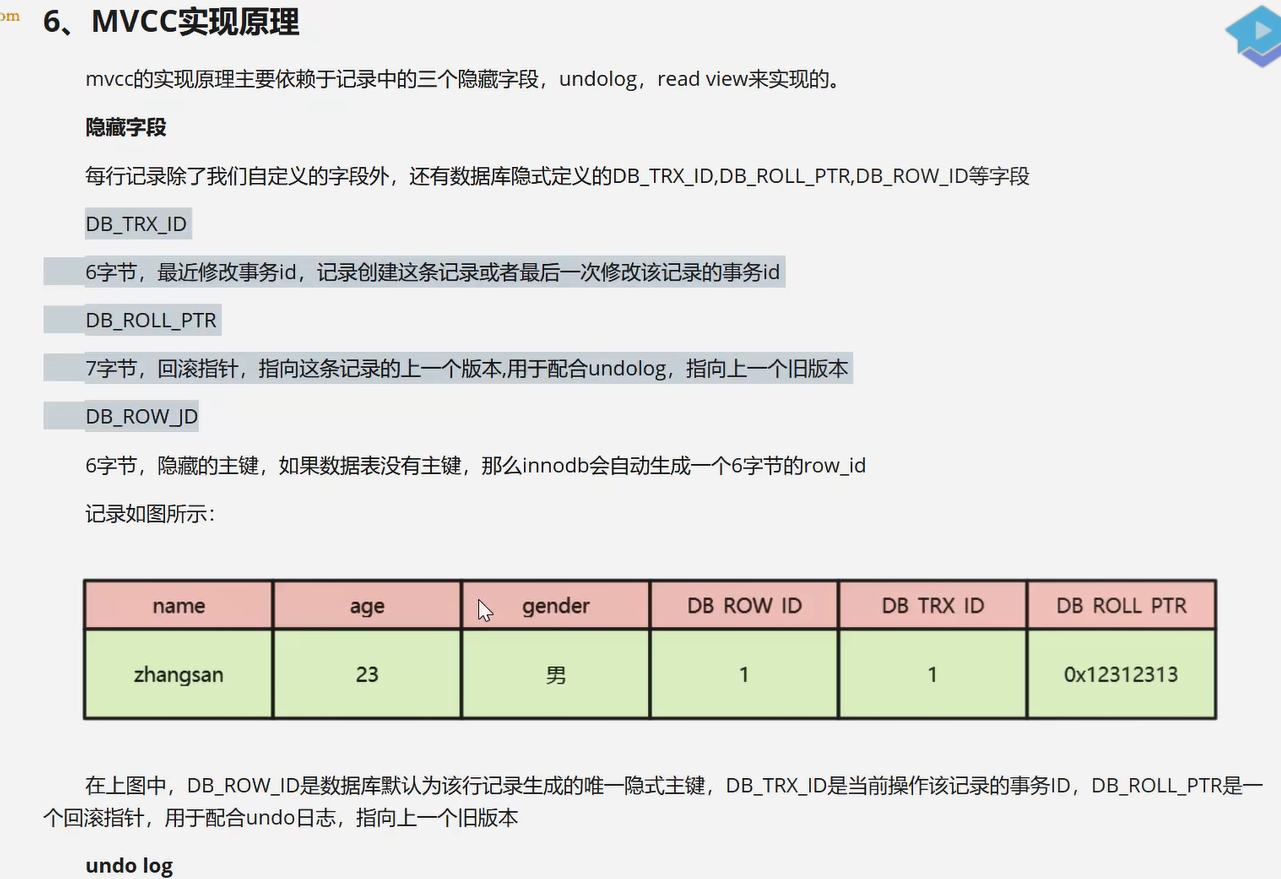 om
6、MVCC实现原理
mvcc的实现原理主要依赖于记录中的三个隐藏字段，undolog，read view来实现的。
隐藏字段
每行记录除了我们自定义的字段外，还有数据库隐式定义的DB_TRX_ID,DB_ROLL_PTR,DB_ROW_ID等字段
DB_TRX_ID
6字节，最近修改事务id，记录创建这条记录或者最后一次修改该记录的事务id
DB_ROLL_PTR
7字节，回滚指针，指向这条记录的上一个版本,用于配合undolog，指向上一个旧版本
DB_ROW_JD
6字节，隐藏的主键，如果数据表没有主键，那么innodb会自动生成一个6字节的row_id
记录如图所示：
name age gender DB ROW ID DB TRX ID DB ROLL PTR
zhangsan 23 男 1 1 0x12312313
在上图中，DB_ROW_ID是数据库默认为该行记录生成的唯一隐式主键，DB_TRX_ID是当前操作该记录的事务ID，DB_ROLL_PTR是一
个回滚指针，用于配合undo日志，指向上一个旧版本
undo log